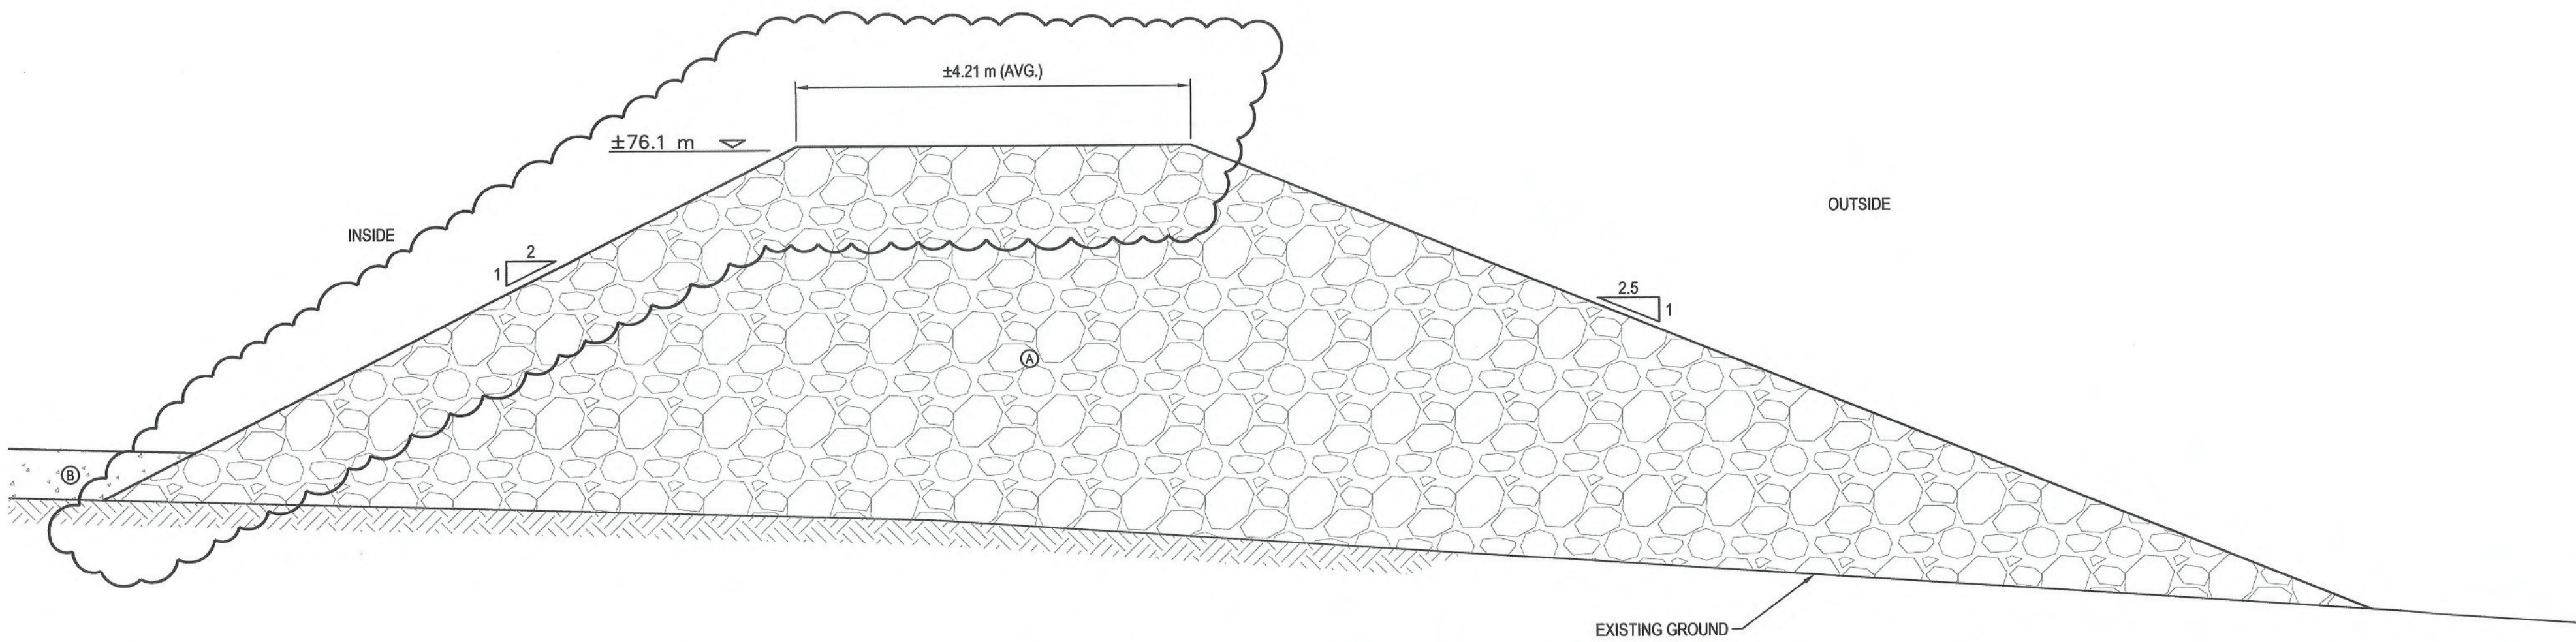 ±4.21 m (AVG.)
±76.1 m
OUTSIDE
INSIDE
2
1
2.5
1
A
B
EXISTING GROUND